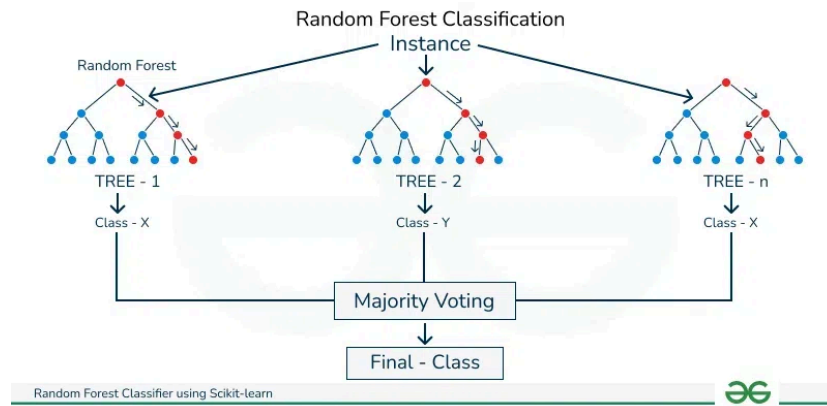 Random Forest Classification
Instance
Random Forest
TREE - 1
TREE - 2
TREE - n
Class - X
Class - Y
Class - X
Majority Voting
Final - Class
Random Forest Classifier using Scikit-learn